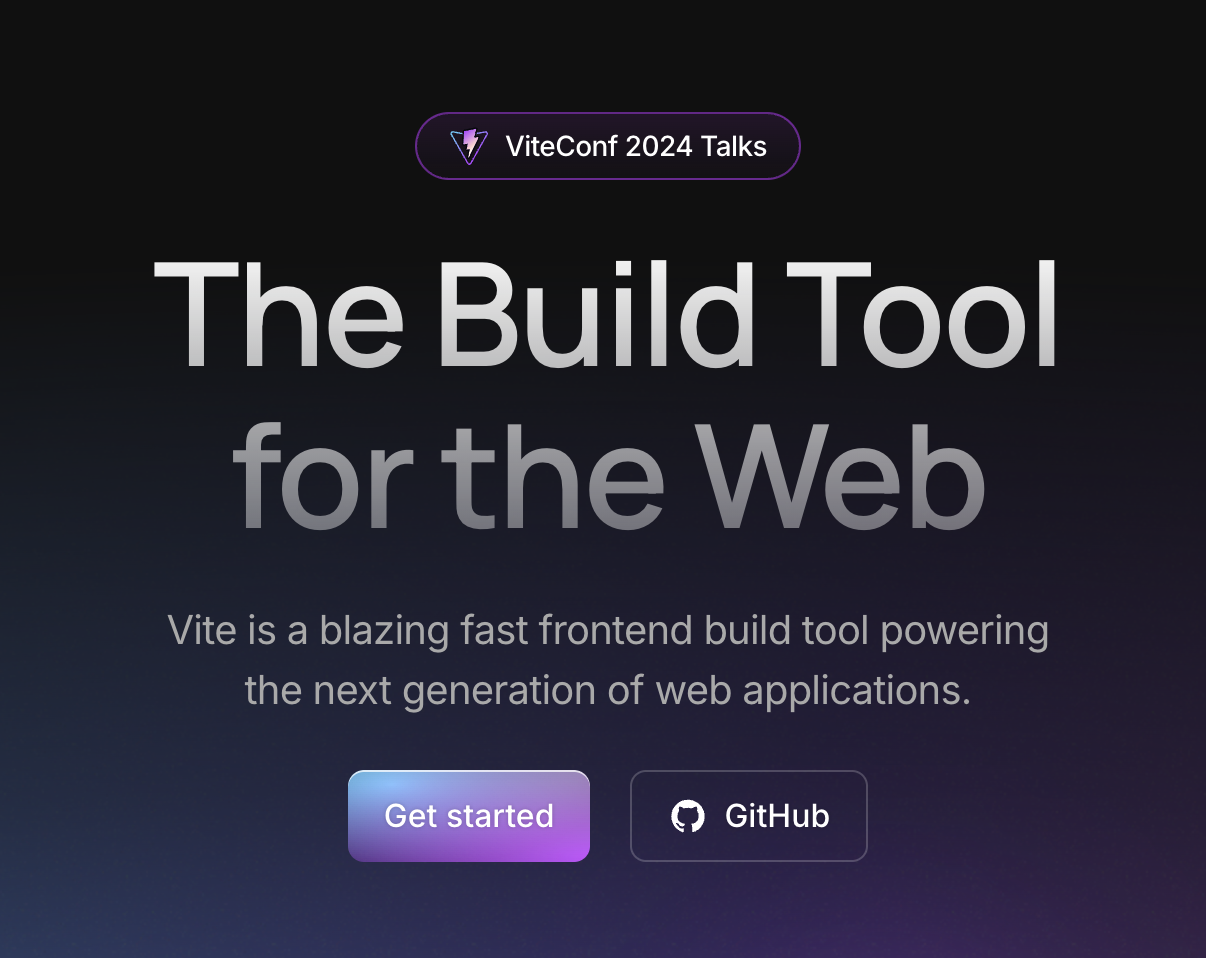 ViteConf 2024 Talks
The Build Tool
for the Web
Vite is a blazing fast frontend build tool powering
the next generation of web applications.
Get started
GitHub